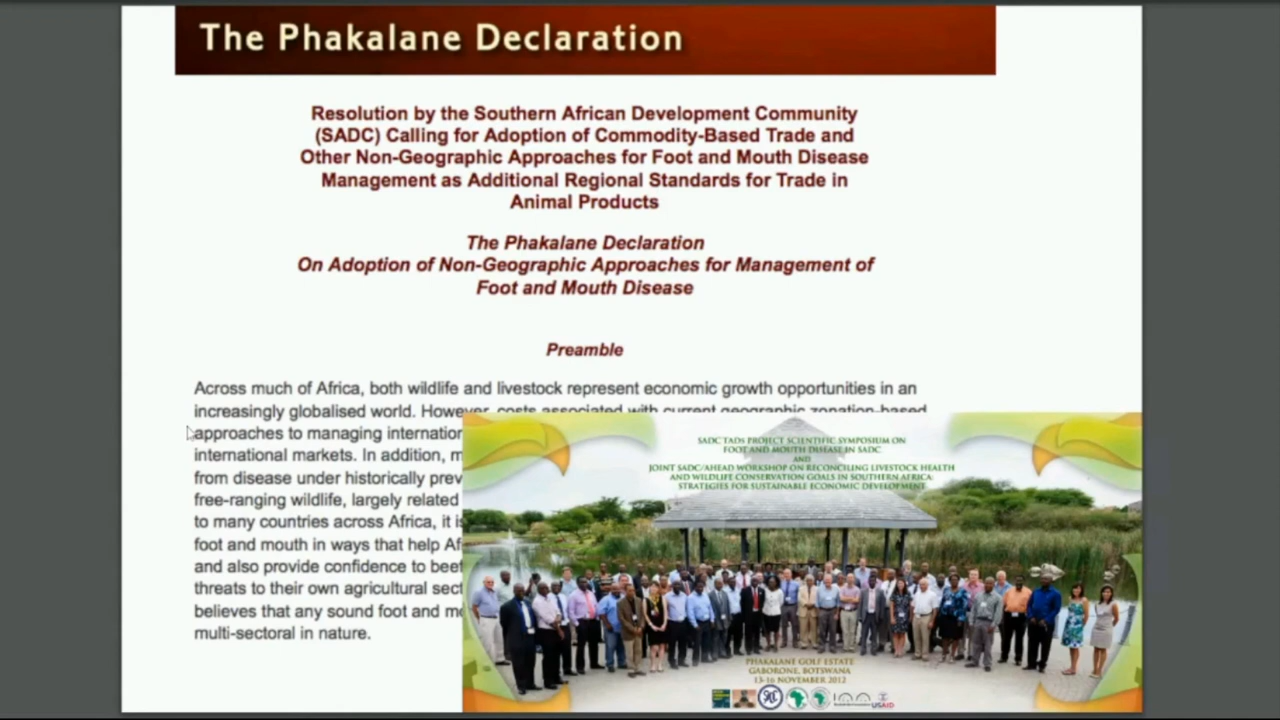 The Phakalane Declaration
Resolution by the Southern African Development Community
(SADC) Calling for Adoption of Commodity-Based Trade and
Other Non-Geographic Approaches for Foot and Mouth Disease
Management as Additional Regional Standards for Trade in
Animal Products
The Phakalane Declaration
On Adoption of Non-Geographic Approaches for Management of
Foot and Mouth Disease
Preamble
Across much of Africa, both wildlife and livestock represent economic growth opportunities in an
increasingly globalised world. However, costs associated with current geographic zonation-based
approaches to managing
international markets. In addition,
from disease under historically
free-ranging wildlife, largely related
to many countries across Africa, it
foot and mouth in ways that help
and also provide confidence to
threats to their own agricultural
believes that any sound foot and
multi-sectoral in nature.
SADC TADs PROJECT SCIENTIFIC SYMPOSIUM ON
FOOT AND MOUTH DISEASE IN SADC
AND
JOINT SADC/AHEAD WORKSHOP ON RECONCILING LIVESTOCK HEALTH
AND WILDLIFE CONSERVATION GOALS IN SOUTHERN AFRICA:
STRATEGIES FOR SUSTAINABLE ECONOMIC DEVELOPMENT
PHAKALANE GOLF ESTATE
GABORONE, BOTSWANA
13-16 NOVEMBER 2012
USAID